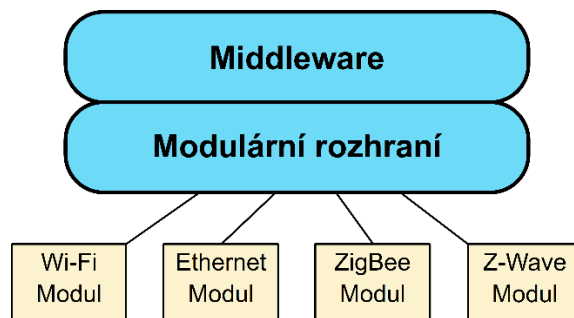 Middleware
Modulární rozhraní
Wi-Fi
Modul
Ethernet
Modul
ZigBee
Modul
Z-Wave
Modul